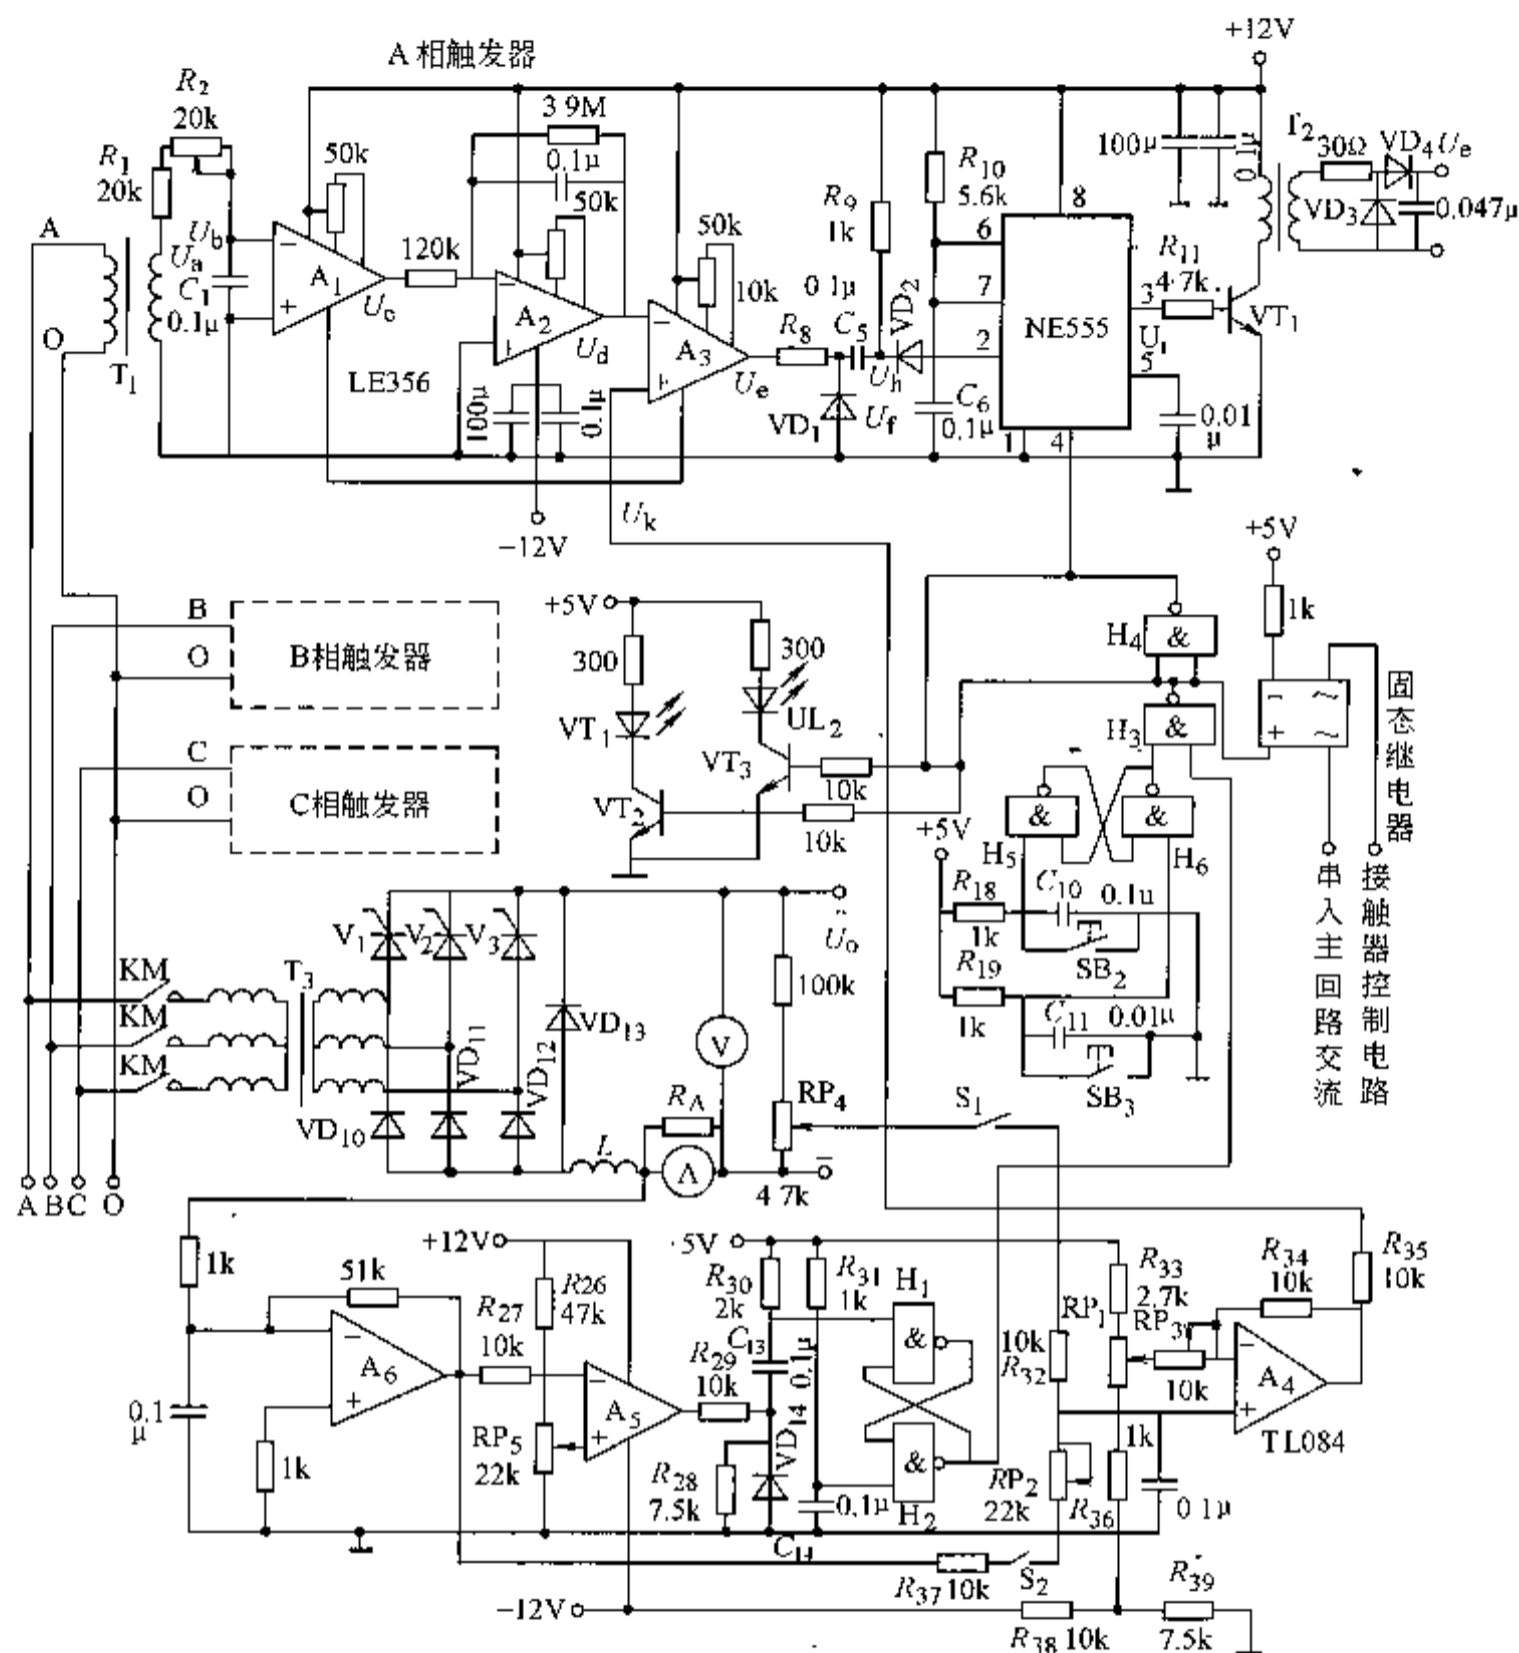 A 相触发器
+12V
R2
20k
R1
20k
50k
3 9M
0.1μ
50k
120k
50k
10k
A
O
T1
Ua
Ub
C1
0.1μ
A1
Uc
LE356
A2
Ud
100μ
0.1μ
−12V
A3
Ue
Uk
R8
0 1μ
C5
VD1
Uf
Uh
VD2
R9
1k
R10
5.6k
C6
0.1μ
NE555
6
7
2
1
4
8
3
5
R11
4.7k
VT1
0.01
μ
100μ
0.1μ
30Ω
VD4
Ue
VD3
0.047μ
B
O
B相触发器
C
O
C相触发器
+5V
300
300
VT1
UL2
VT3
VT2
10k
10k
H4
&
H3
&
&
&
H5
H6
+5V
1k
-
~
+
~
固态继电器
串入主回路交流
接触器控制电路
+5V
R18
1k
C10
0.1u
SB2
R19
1k
C11
0.01μ
SB3
KM
KM
KM
T3
V1
V2
V3
VD10
VD11
VD12
VD13
L
RA
A
V
100k
RP4
4 7k
Uo
S1
A B C O
1k
0.1
μ
51k
A6
1k
+12V
R27
10k
R26
47k
RP5
22k
A5
R29
10k
R28
7.5k
VD14
5V
R30
2k
C13
R31
1k
0.1μ
0.1μ
C14
H1
&
&
H2
10k
R32
RP2
22k
RP1
R33
2.7k
RP3
10k
1k
R36
R34
10k
R35
10k
A4
TL084
0 1μ
R37 10k
S2
−12V
R38 10k
R39
7.5k